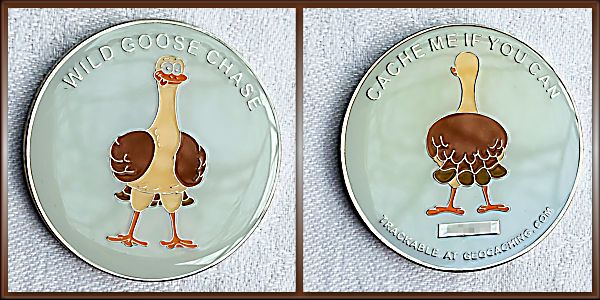 WILD GOOSE CHASE
CACHE ME IF YOU CAN
TRACKABLE AT GEOCACHING.COM